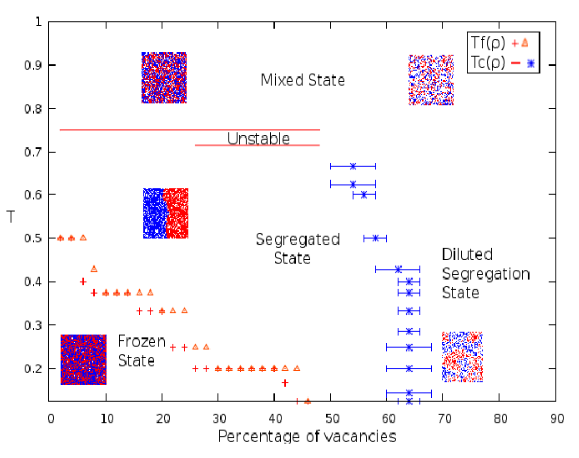 1
0.9
0.8
0.7
0.6
0.5
0.4
0.3
0.2
T
Tf(ρ)
Tc(ρ)
Mixed State
Unstable
Segregated
State
Diluted
Segregation
State
Frozen
State
0 10 20 30 40 50 60 70 80 90
Percentage of vacancies